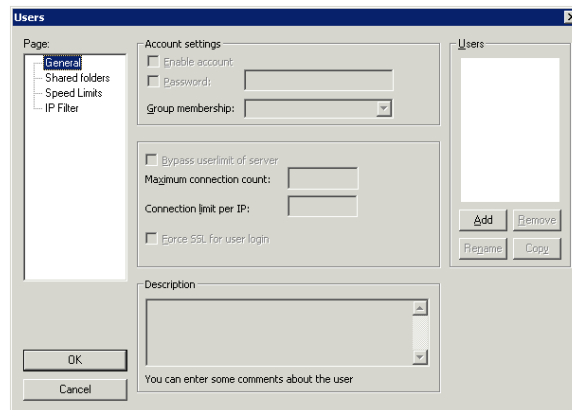 Users
Page:
General
Shared folders
Speed Limits
IP Filter
OK
Cancel
Account settings
Enable account
Password:
Group membership:
Bypass userlimit of server
Maximum connection count:
Connection limit per IP:
Force SSL for user login
Description
You can enter some comments about the user
Users
Add Remove
Rename Copy